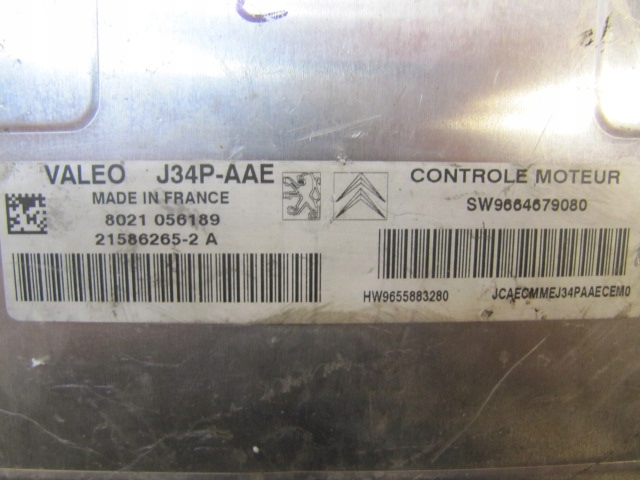 VALEO J34P-AAE
MADE IN FRANCE
8021 056189
21586265-2 A
CONTROLE MOTEUR
SW9664679080
HW9655883280 JCAECMMEJ34PAAECEM0